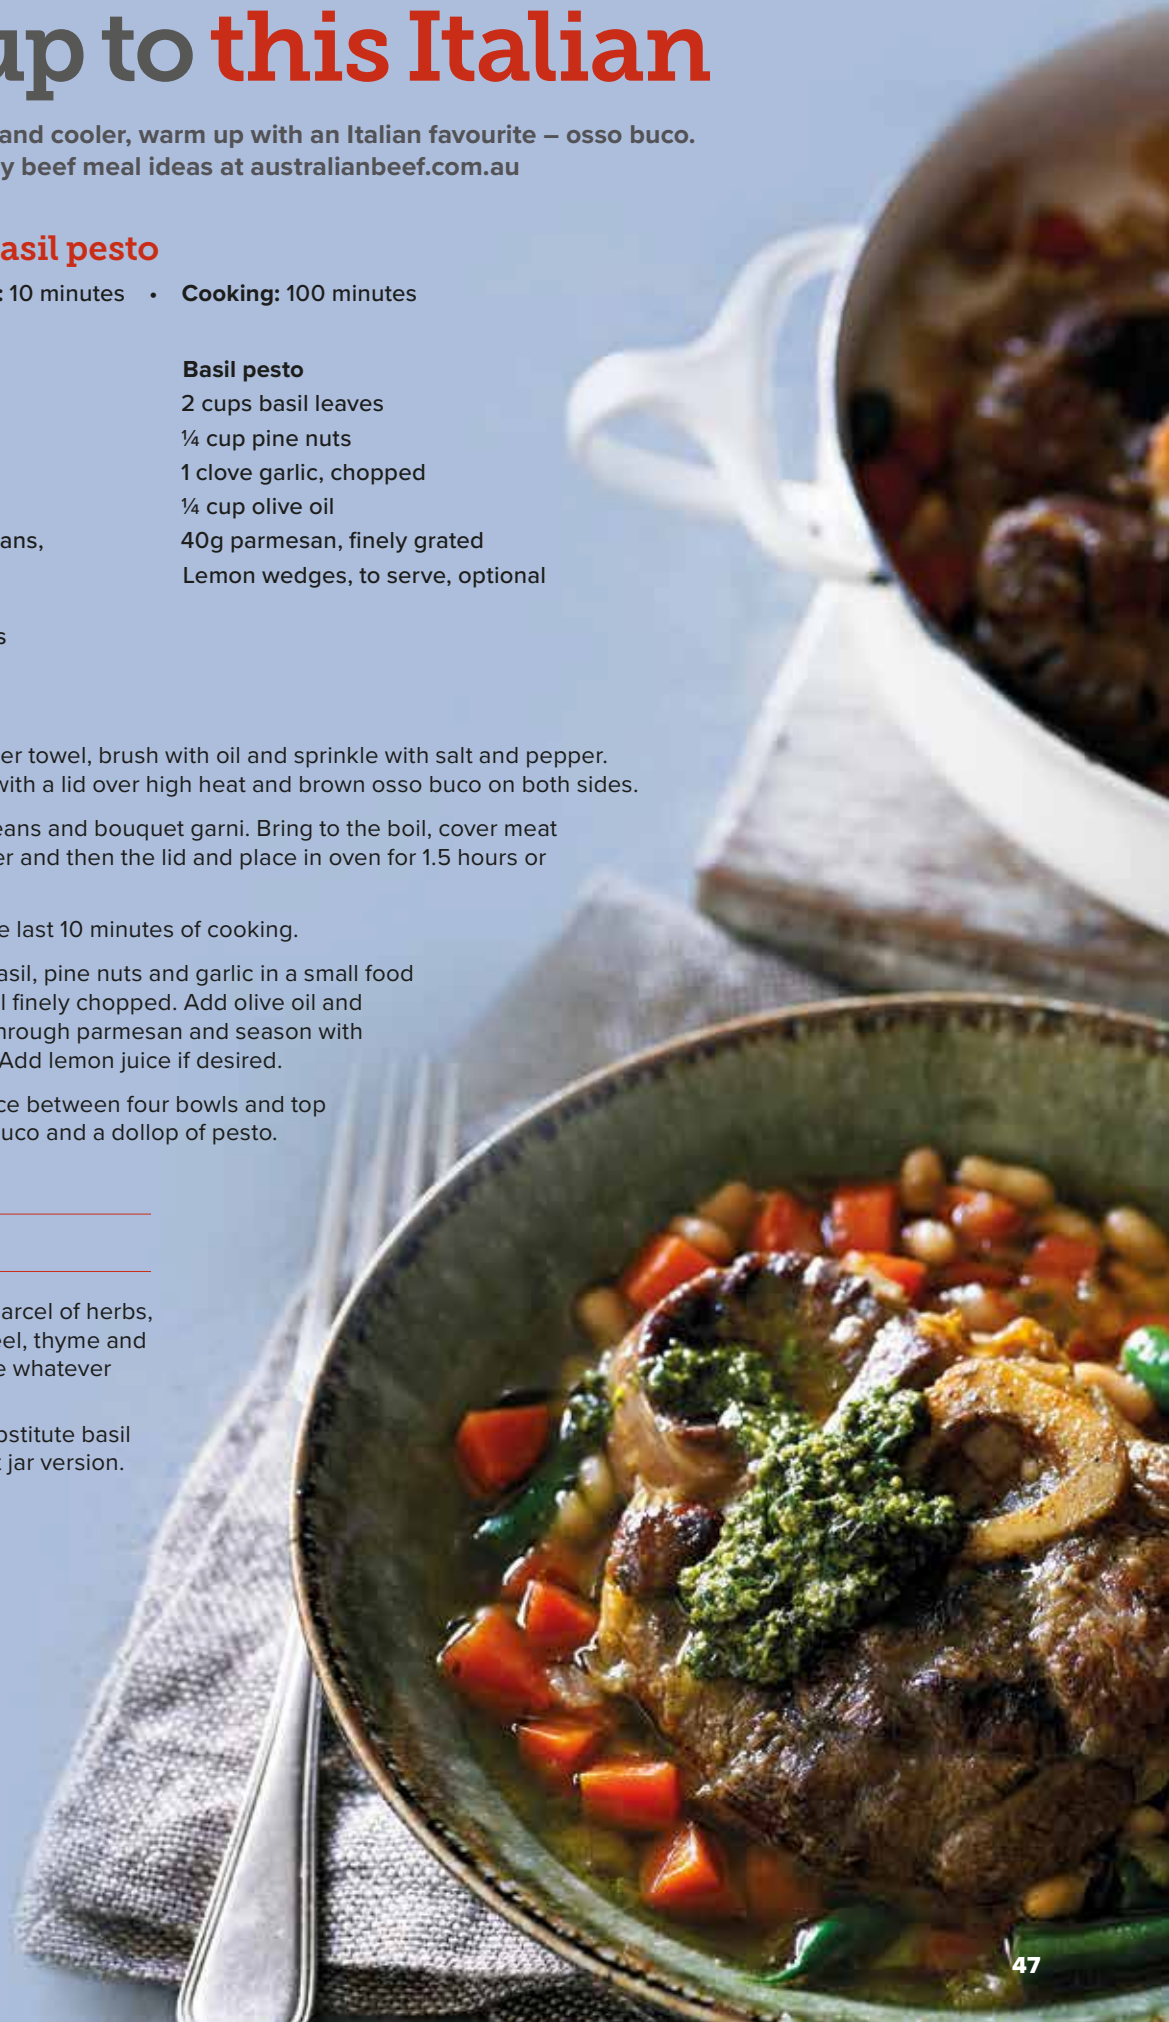 up to this Italian
and cooler, warm up with an Italian favourite – osso buco.
y beef meal ideas at australianbeef.com.au
asil pesto
: 10 minutes • Cooking: 100 minutes
Basil pesto
2 cups basil leaves
¼ cup pine nuts
1 clove garlic, chopped
¼ cup olive oil
40g parmesan, finely grated
Lemon wedges, to serve, optional
ans,
s
er towel, brush with oil and sprinkle with salt and pepper.
with a lid over high heat and brown osso buco on both sides.
eans and bouquet garni. Bring to the boil, cover meat
er and then the lid and place in oven for 1.5 hours or
e last 10 minutes of cooking.
asil, pine nuts and garlic in a small food
l finely chopped. Add olive oil and
hrough parmesan and season with
Add lemon juice if desired.
ce between four bowls and top
uco and a dollop of pesto.
arcel of herbs,
eel, thyme and
e whatever
bstitute basil
t jar version.
47